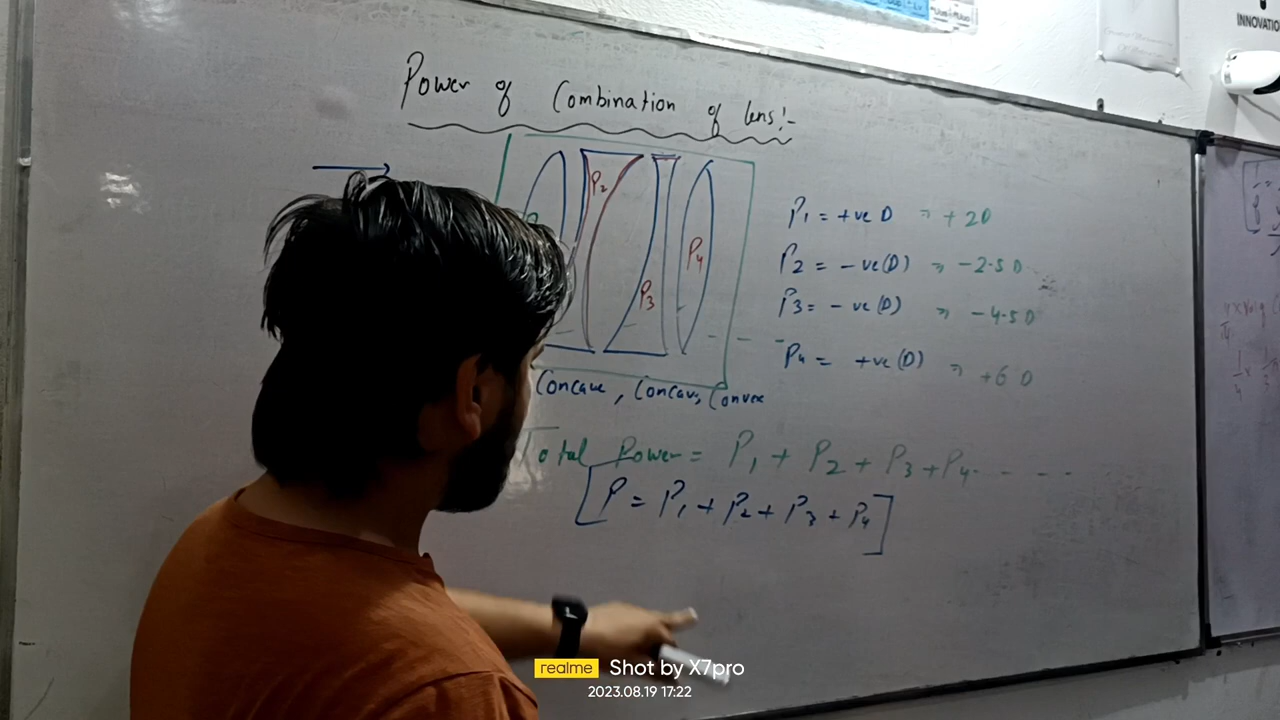 Power of Combination of lens:-
P2
P3
P4
P1 = +ve D ⇒ +2D
P2 = -ve(D) ⇒ -2.5 D
P3 = -ve(D) ⇒ -4.5 D
P4 = +ve(D) ⇒ +6 D
Concave, Concave, Convex
Total Power = P1 + P2 + P3 + P4 - - - -
[P = P1 + P2 + P3 + P4]
INNOVATIO
realme Shot by X7pro
2023.08.19 17:22